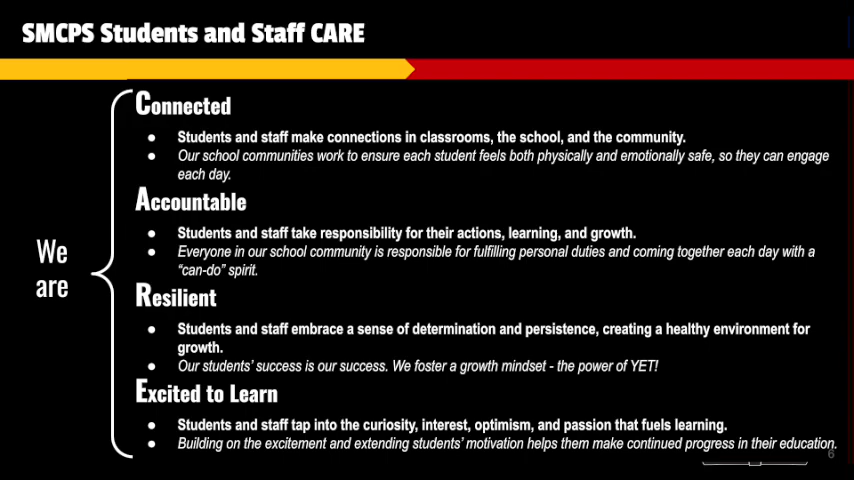 SMCPS Students and Staff CARE
Connected
● Students and staff make connections in classrooms, the school, and the community.
● Our school communities work to ensure each student feels both physically and emotionally safe, so they can engage
each day.
Accountable
● Students and staff take responsibility for their actions, learning, and growth.
● Everyone in our school community is responsible for fulfilling personal duties and coming together each day with a
“can-do” spirit.
We
are
Resilient
● Students and staff embrace a sense of determination and persistence, creating a healthy environment for
growth.
● Our students’ success is our success. We foster a growth mindset - the power of YET!
Excited to Learn
● Students and staff tap into the curiosity, interest, optimism, and passion that fuels learning.
● Building on the excitement and extending students’ motivation helps them make continued progress in their education.
6